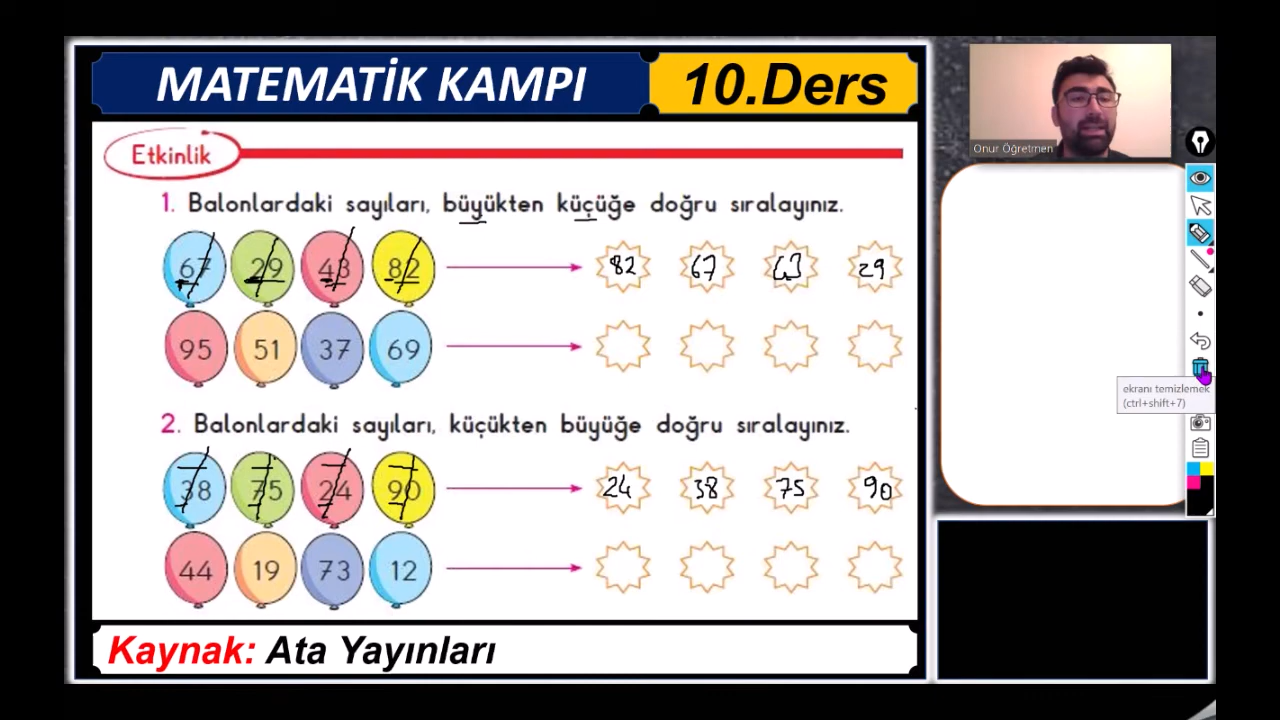 MATEMATİK KAMPI
10.Ders
Onur Öğretmen
Etkinlik
1. Balonlardaki sayıları, büyükten küçüğe doğru sıralayınız.
67 29 43 82 82 67 43 29
95 51 37 69
2. Balonlardaki sayıları, küçükten büyüğe doğru sıralayınız.
38 75 24 90 24 38 75 90
44 19 73 12
ekranı temizlemek
(ctrl+shift+7)
Kaynak: Ata Yayınları